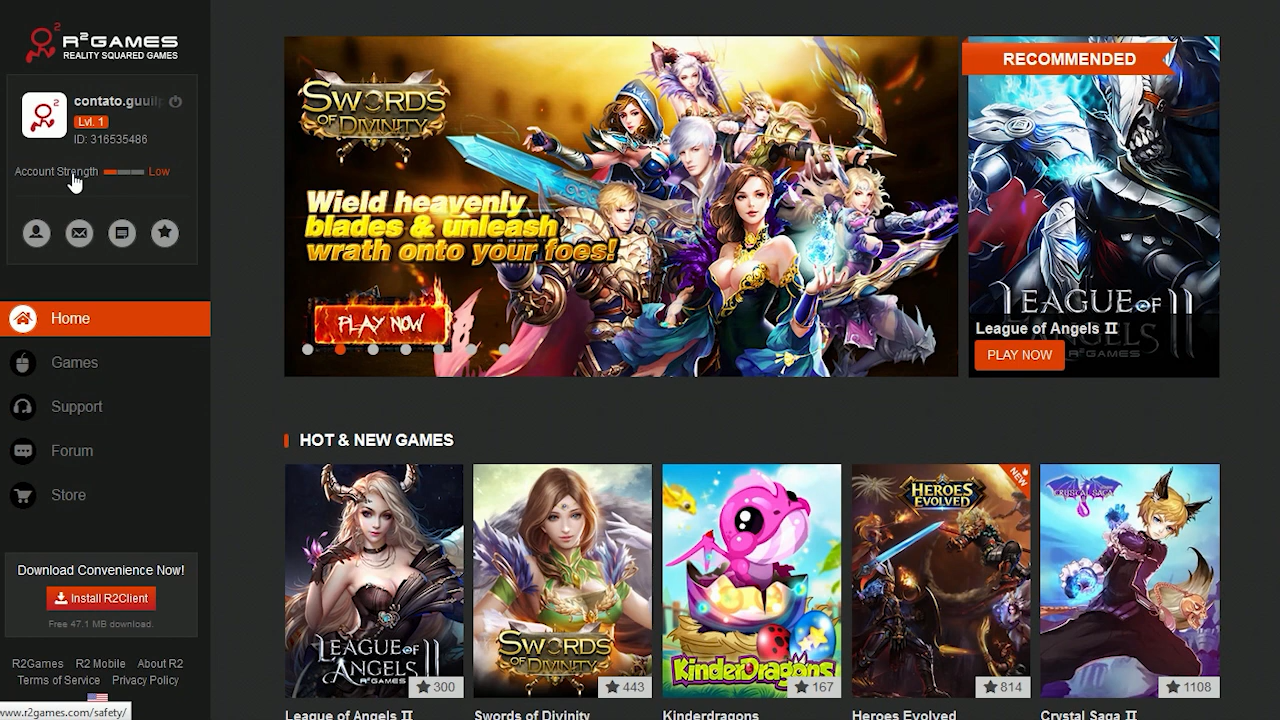 R²GAMES
REALITY SQUARED GAMES
contato.guuil
Lvl. 1
ID: 316535486
Account Strength
Low
Home
Games
Support
Forum
Store
Download Convenience Now!
Install R2Client
Free 47.1 MB download.
R2Games R2 Mobile About R2
Terms of Service Privacy Policy
www.r2games.com/safety/
SWORDS
OF DIVINITY
Wield heavenly
blades & unleash
wrath onto your foes!
PLAY NOW
RECOMMENDED
LEAGUE OF II
ANGELS
R²GAMES
League of Angels II
PLAY NOW
HOT & NEW GAMES
LEAGUE OF
ANGELS II
R²GAMES
300
League of Angels II
SWORDS
OF DIVINITY
443
Swords of Divinity
KinderDragons
167
Kinderdragons
NEW
HEROES
EVOLVED
814
Heroes Evolved
CRYSTAL SAGA
1108
Crystal Saga II